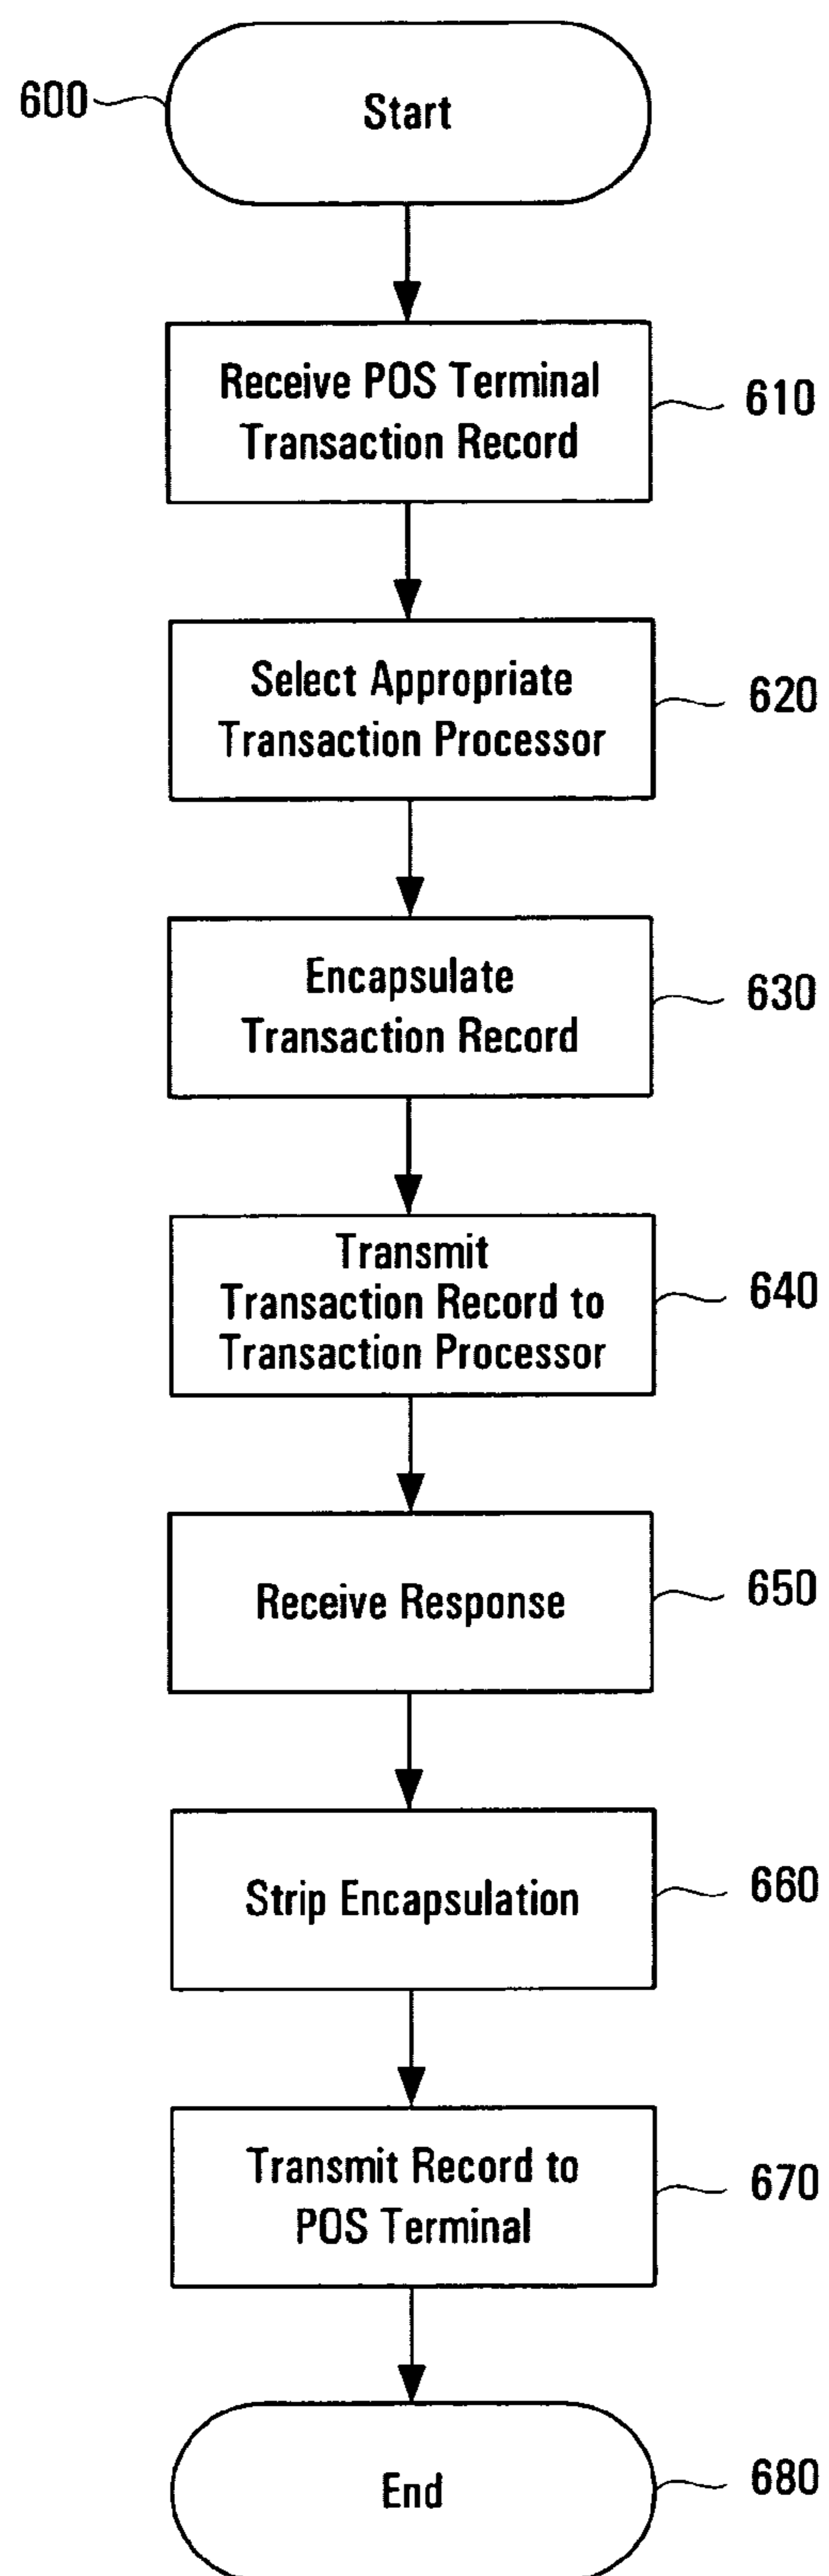 600
Start
Receive POS Terminal
Transaction Record
610
Select Appropriate
Transaction Processor
620
Encapsulate
Transaction Record
630
Transmit
Transaction Record to
Transaction Processor
640
Receive Response
650
Strip Encapsulation
660
Transmit Record to
POS Terminal
670
End
680